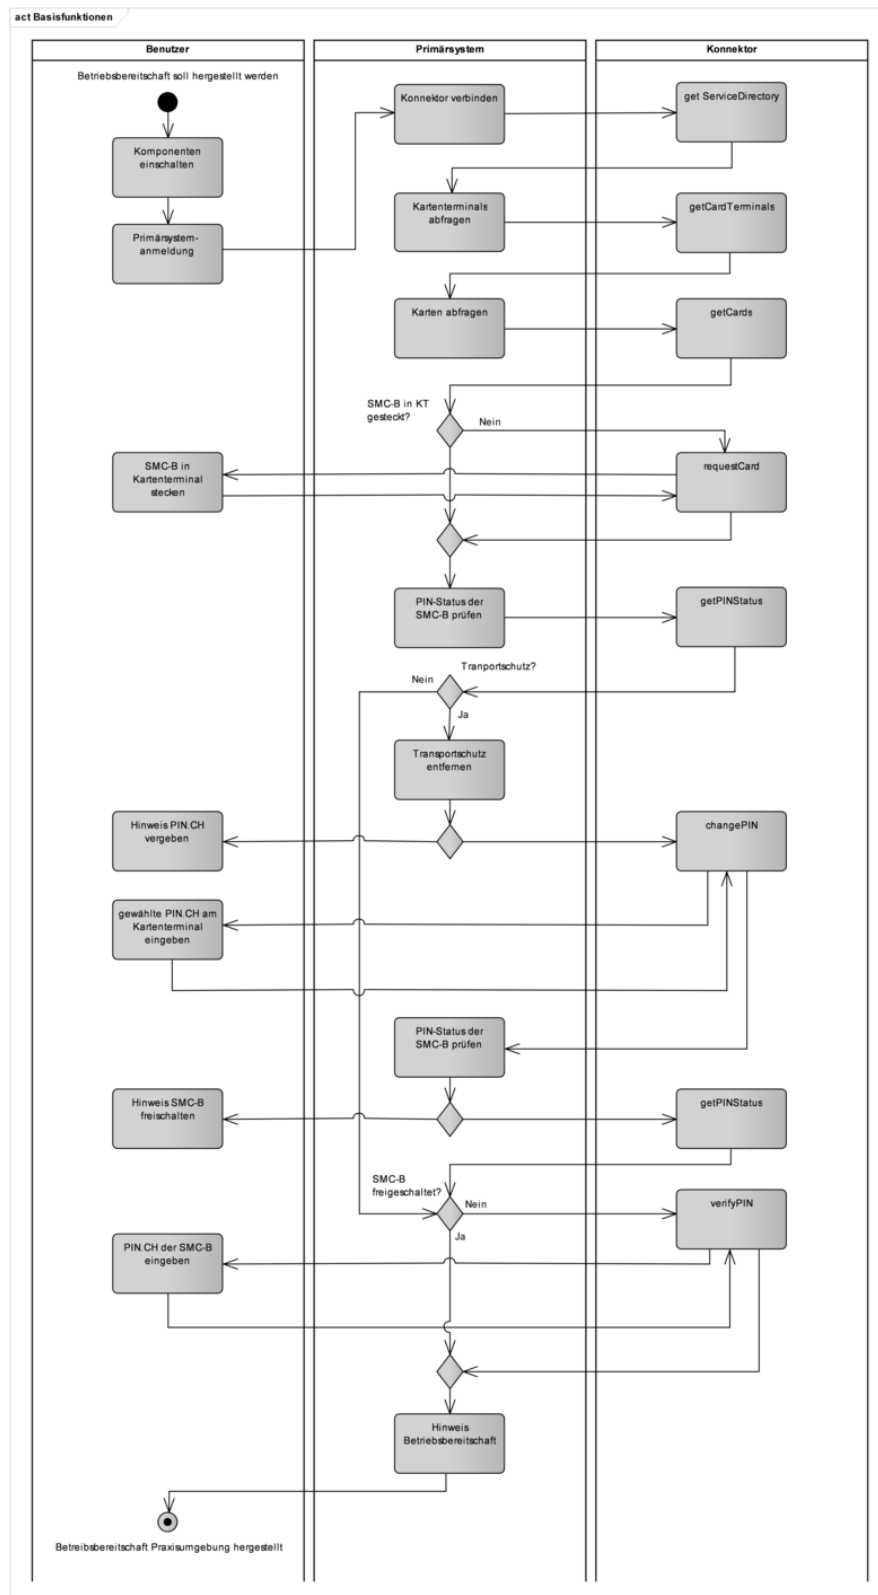 act Basisfunktionen
Benutzer
Primärsystem
Konnektor
Betriebsbereitschaft soll hergestellt werden
Konnektor verbinden
get ServiceDirectory
Komponenten
einschalten
Kartenterminals
abfragen
getCardTerminals
Primärsystem-
anmeldung
Karten abfragen
getCards
SMC-B in KT
gesteckt?
Nein
SMC-B in
Kartenterminal
stecken
requestCard
PIN-Status der
SMC-B prüfen
getPINStatus
Tranportschutz?
Nein
Ja
Transportschutz
entfernen
Hinweis PIN.CH
vergeben
changePIN
gewählte PIN.CH am
Kartenterminal
eingeben
PIN-Status der
SMC-B prüfen
Hinweis SMC-B
freischalten
getPINStatus
SMC-B
freigeschaltet?
Nein
Ja
verifyPIN
PIN.CH der SMC-B
eingeben
Hinweis
Betriebsbereitschaft
Betreibsbereitschaft Praxisumgebung hergestellt